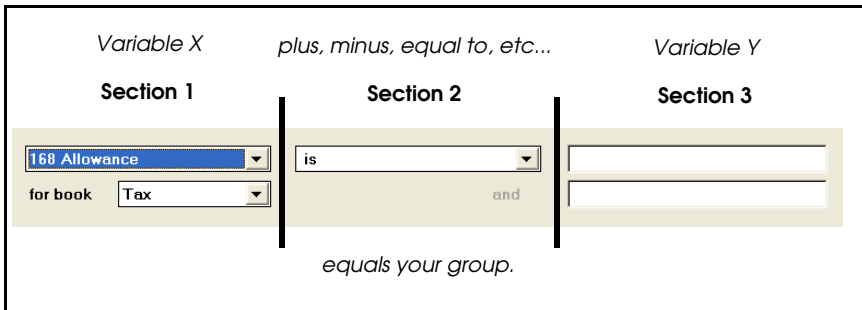 Variable X plus, minus, equal to, etc... Variable Y
Section 1 Section 2 Section 3
168 Allowance is
for book Tax and
equals your group.